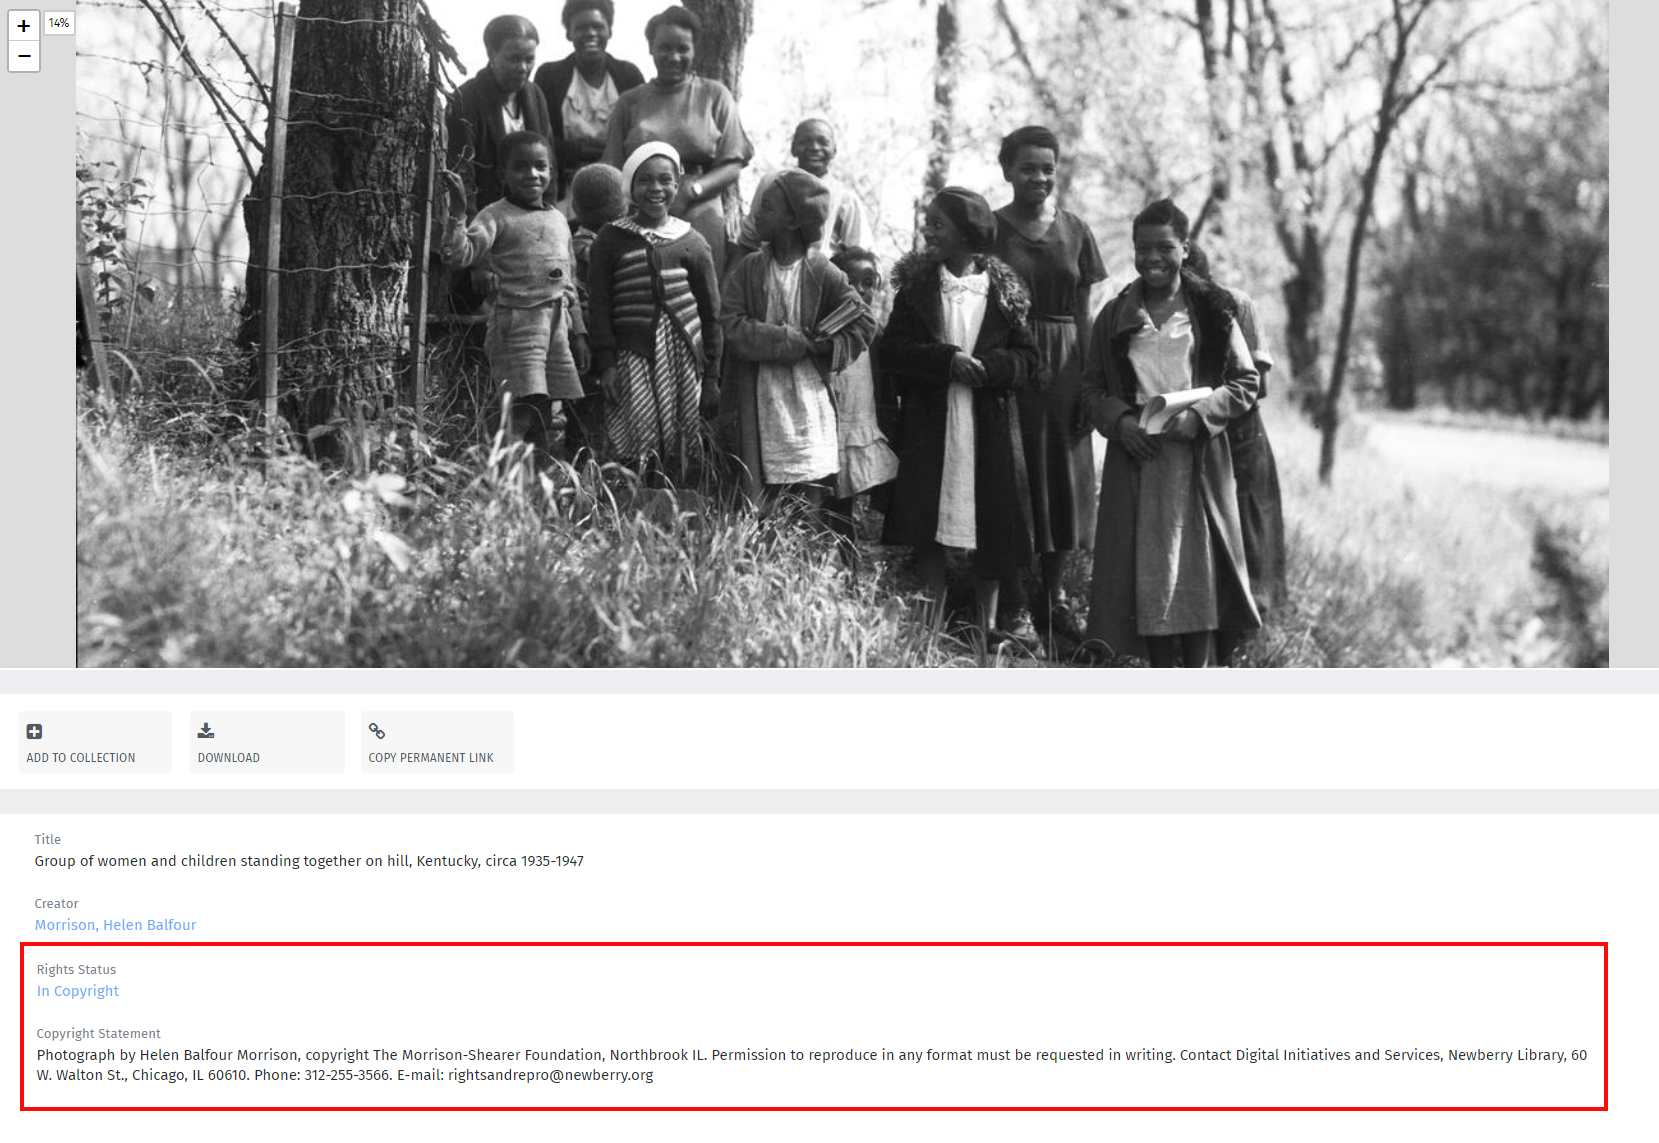 +
14%
−
ADD TO COLLECTION
DOWNLOAD
COPY PERMANENT LINK
Title
Group of women and children standing together on hill, Kentucky, circa 1935-1947
Creator
Morrison, Helen Balfour
Rights Status
In Copyright
Copyright Statement
Photograph by Helen Balfour Morrison, copyright The Morrison-Shearer Foundation, Northbrook IL. Permission to reproduce in any format must be requested in writing. Contact Digital Initiatives and Services, Newberry Library, 60
W. Walton St., Chicago, IL 60610. Phone: 312-255-3566. E-mail: rightsandrepro@newberry.org